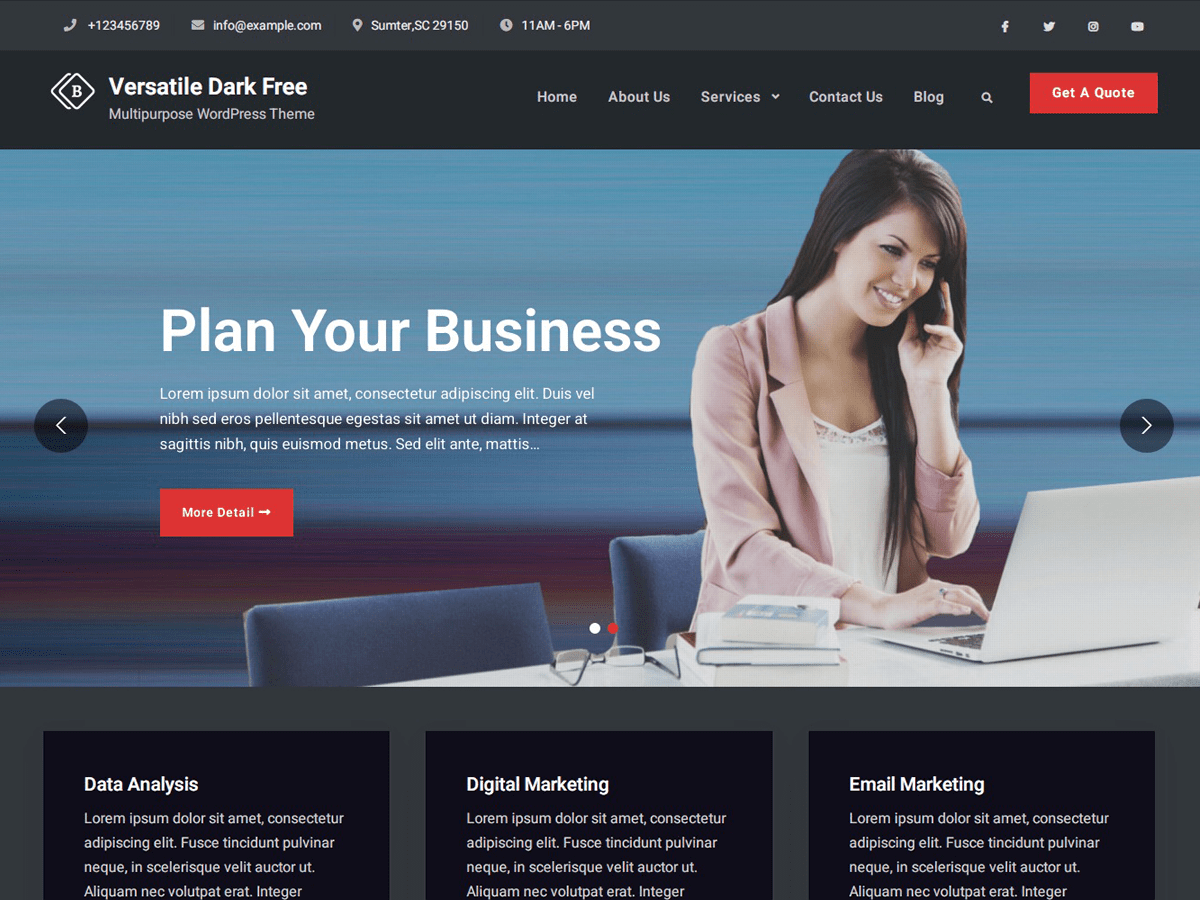 +123456789 info@example.com Sumter,SC 29150 11AM - 6PM
B
Versatile Dark Free
Multipurpose WordPress Theme
Home About Us Services Contact Us Blog
Get A Quote
Plan Your Business
Lorem ipsum dolor sit amet, consectetur adipiscing elit. Duis vel
nibh sed eros pellentesque egestas sit amet ut diam. Integer at
sagittis nibh, quis euismod metus. Sed elit ante, mattis...
More Detail
Data Analysis
Lorem ipsum dolor sit amet, consectetur
adipiscing elit. Fusce tincidunt pulvinar
neque, in scelerisque velit auctor ut.
Aliquam nec volutpat erat. Integer
Digital Marketing
Lorem ipsum dolor sit amet, consectetur
adipiscing elit. Fusce tincidunt pulvinar
neque, in scelerisque velit auctor ut.
Aliquam nec volutpat erat. Integer
Email Marketing
Lorem ipsum dolor sit amet, consectetur
adipiscing elit. Fusce tincidunt pulvinar
neque, in scelerisque velit auctor ut.
Aliquam nec volutpat erat. Integer